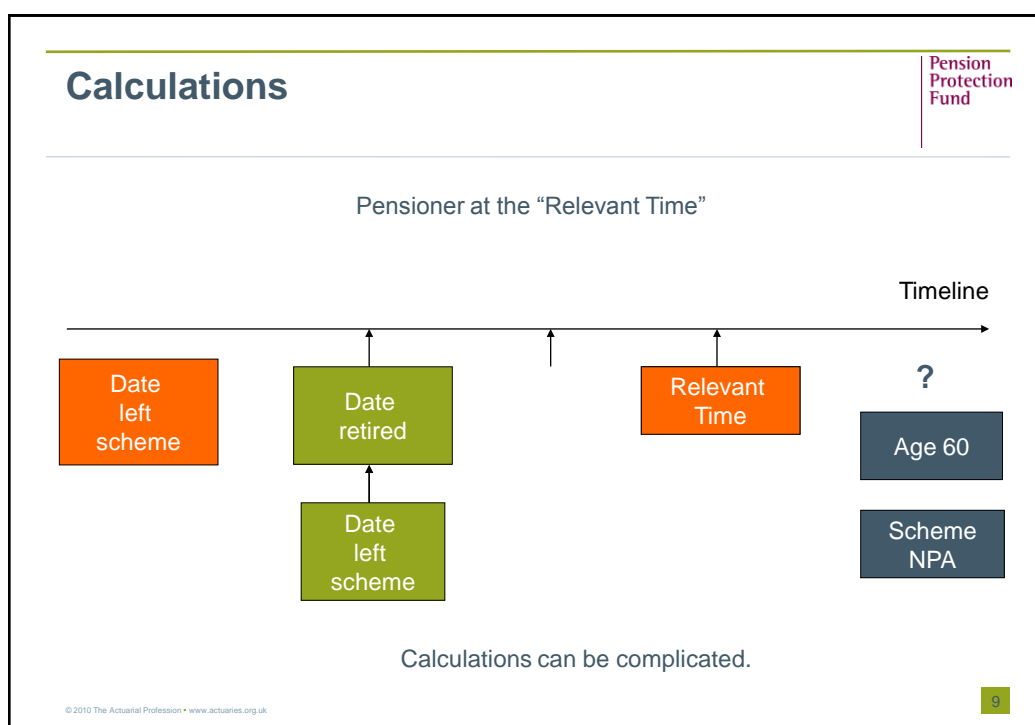 Calculations
Pension
Protection
Fund
Pensioner at the “Relevant Time”
Timeline
Date
left
scheme
Date
retired
Relevant
Time
?
Age 60
Date
left
scheme
Scheme
NPA
Calculations can be complicated.
© 2010 The Actuarial Profession • www.actuaries.org.uk
9